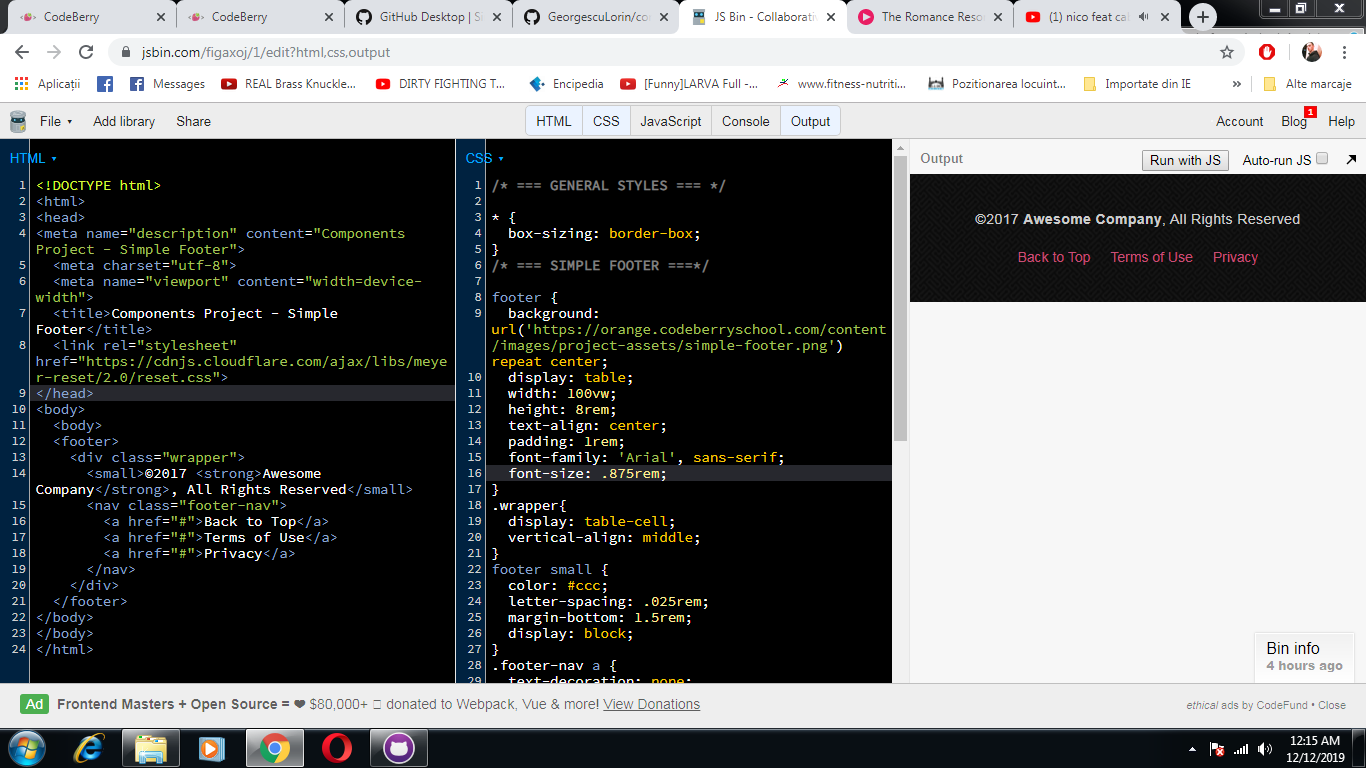 CodeBerry
CodeBerry
GitHub Desktop | Si
GeorgescuLorin/co
JS Bin - Collaborativ
The Romance Reso
(1) nico feat ca
jsbin.com/figaxoj/1/edit?html,css,output
Aplicații
Messages
REAL Brass Knuckle...
DIRTY FIGHTING T...
Encipedia
[Funny]LARVA Full -...
www.fitness-nutriti...
Pozitionarea locuint...
Importate din IE
»
Alte marcaje
File
Add library
Share
HTML
CSS
JavaScript
Console
Output
Account
Blog
1
Help
HTML
1 <!DOCTYPE html>
2 <html>
3 <head>
4 <meta name="description" content="Components
Project - Simple Footer">
5 <meta charset="utf-8">
6 <meta name="viewport" content="width=device-
width">
7 <title>Components Project - Simple
Footer</title>
8 <link rel="stylesheet"
href="https://cdnjs.cloudflare.com/ajax/libs/meye
r-reset/2.0/reset.css">
9 </head>
10 <body>
11 <body>
12 <footer>
13 <div class="wrapper">
14 <small>©2017 <strong>Awesome
Company</strong>, All Rights Reserved</small>
15 <nav class="footer-nav">
16 <a href="#">Back to Top</a>
17 <a href="#">Terms of Use</a>
18 <a href="#">Privacy</a>
19 </nav>
20 </div>
21 </footer>
22 </body>
23 </body>
24 </html>
CSS
1 /* === GENERAL STYLES === */
2
3 * {
4 box-sizing: border-box;
5 }
6 /* === SIMPLE FOOTER ===*/
7
8 footer {
9 background:
url('https://orange.codeberryschool.com/content
/images/project-assets/simple-footer.png')
repeat center;
10 display: table;
11 width: 100vw;
12 height: 8rem;
13 text-align: center;
14 padding: 1rem;
15 font-family: 'Arial', sans-serif;
16 font-size: .875rem;
17 }
18 .wrapper{
19 display: table-cell;
20 vertical-align: middle;
21 }
22 footer small {
23 color: #ccc;
24 letter-spacing: .025rem;
25 margin-bottom: 1.5rem;
26 display: block;
27 }
28 .footer-nav a {
29 text-decoration: none;
Output
Run with JS
Auto-run JS
©2017 Awesome Company, All Rights Reserved
Back to Top Terms of Use Privacy
Bin info
4 hours ago
Ad Frontend Masters + Open Source = ❤ $80,000+ donated to Webpack, Vue & more! View Donations
ethical ads by CodeFund • Close
12:15 AM
12/12/2019